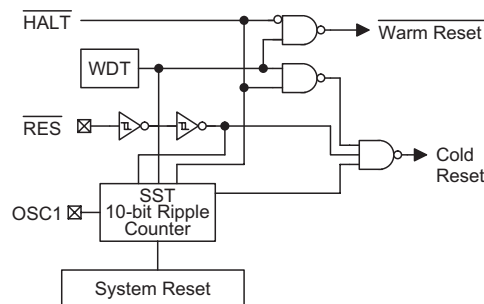 HALT
Warm Reset
WDT
RES
Cold
Reset
SST
10-bit Ripple
Counter
OSC1
System Reset